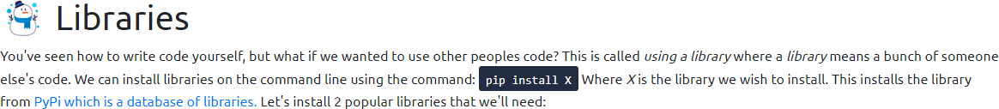 Libraries
You've seen how to write code yourself, but what if we wanted to use other peoples code? This is called using a library where a library means a bunch of someone
else's code. We can install libraries on the command line using the command: pip install X Where X is the library we wish to install. This installs the library
from PyPi which is a database of libraries. Let's install 2 popular libraries that we'll need: